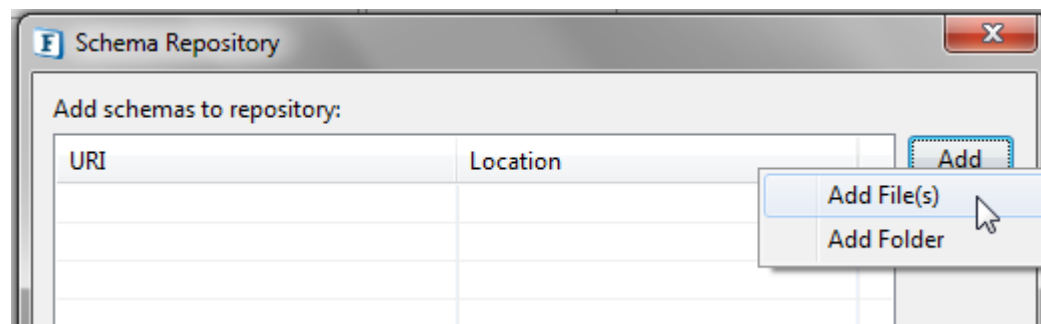 Schema Repository
Add schemas to repository:
URI Location Add
Add File(s)
Add Folder